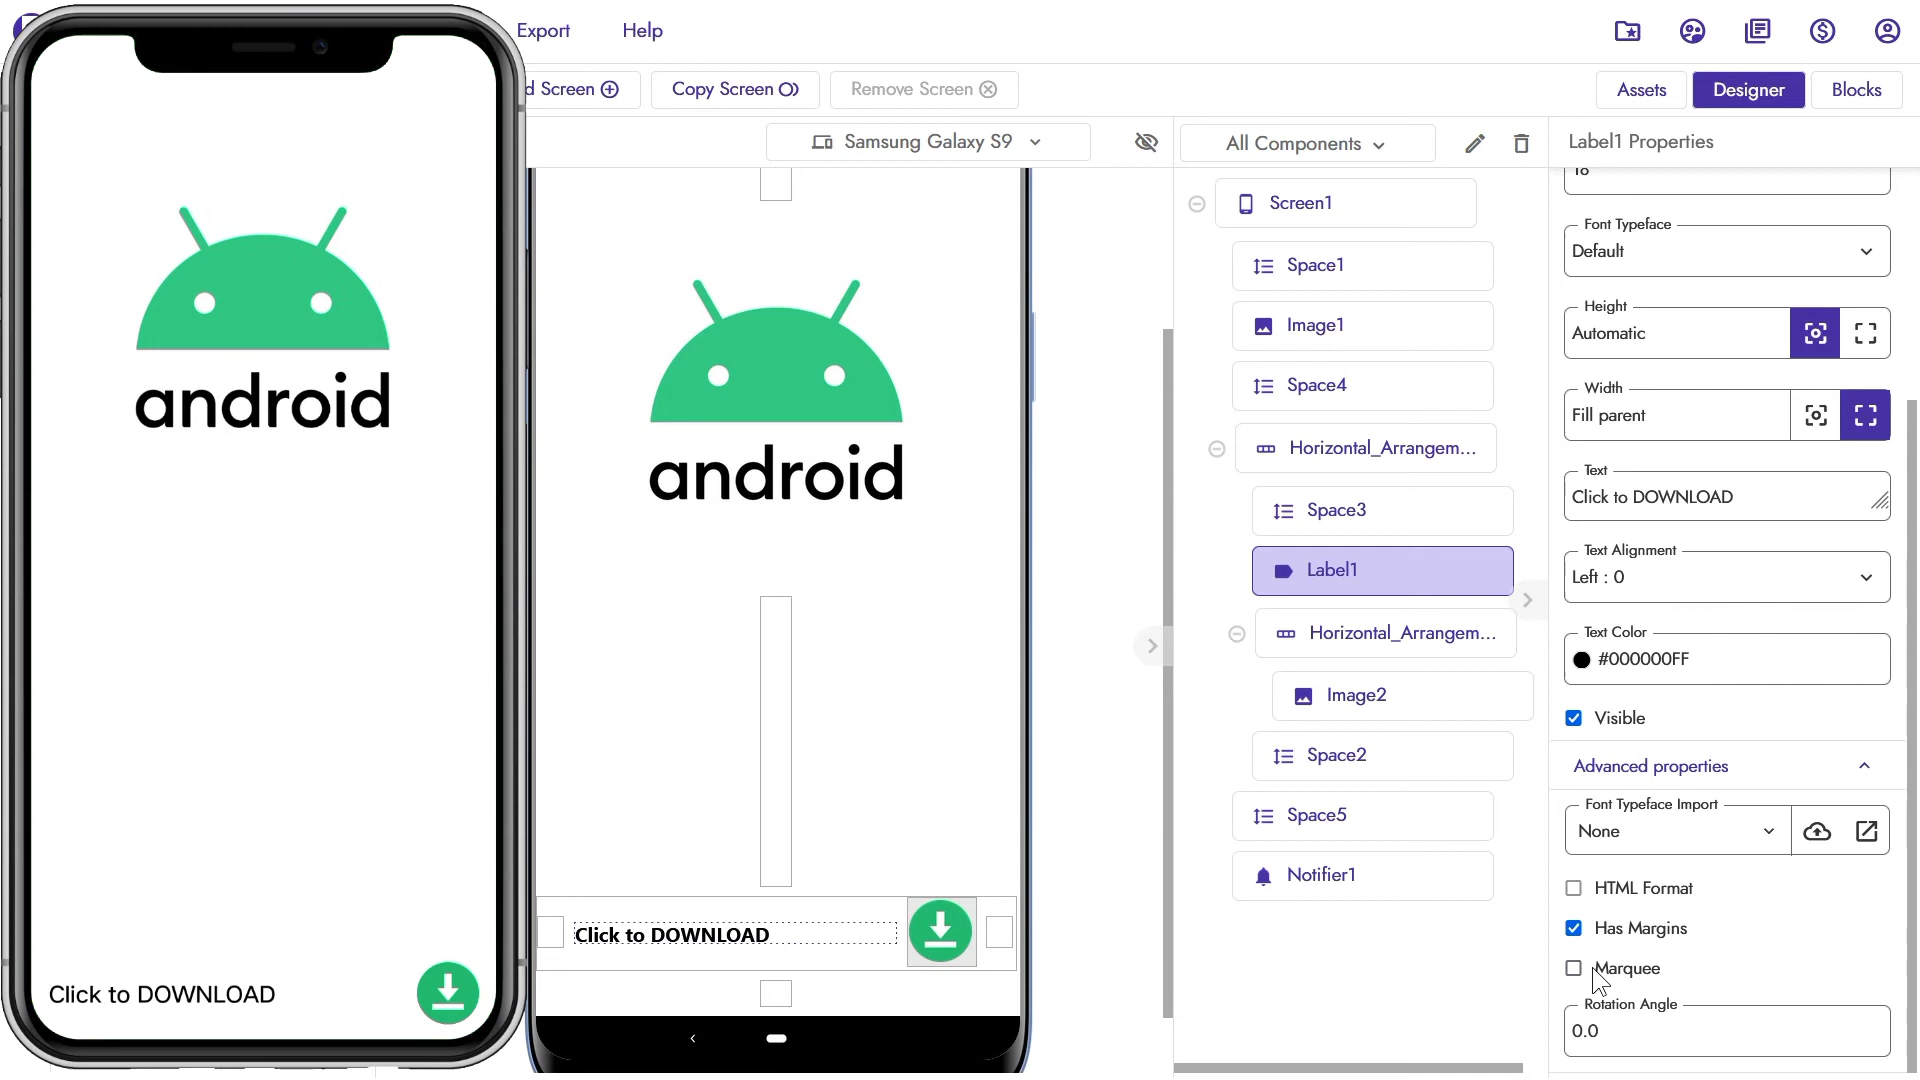 Export
Help
d Screen
Copy Screen
Remove Screen
Assets
Designer
Blocks
Samsung Galaxy S9
All Components
Label1 Properties
android
Click to DOWNLOAD
android
Click to DOWNLOAD
Screen1
Space1
Image1
Space4
Horizontal_Arrangem...
Space3
Label1
Horizontal_Arrangem...
Image2
Space2
Space5
Notifier1
18
Font Typeface
Default
Height
Automatic
Width
Fill parent
Text
Click to DOWNLOAD
Text Alignment
Left : 0
Text Color
#000000FF
Visible
Advanced properties
Font Typeface Import
None
HTML Format
Has Margins
Marquee
Rotation Angle
0.0